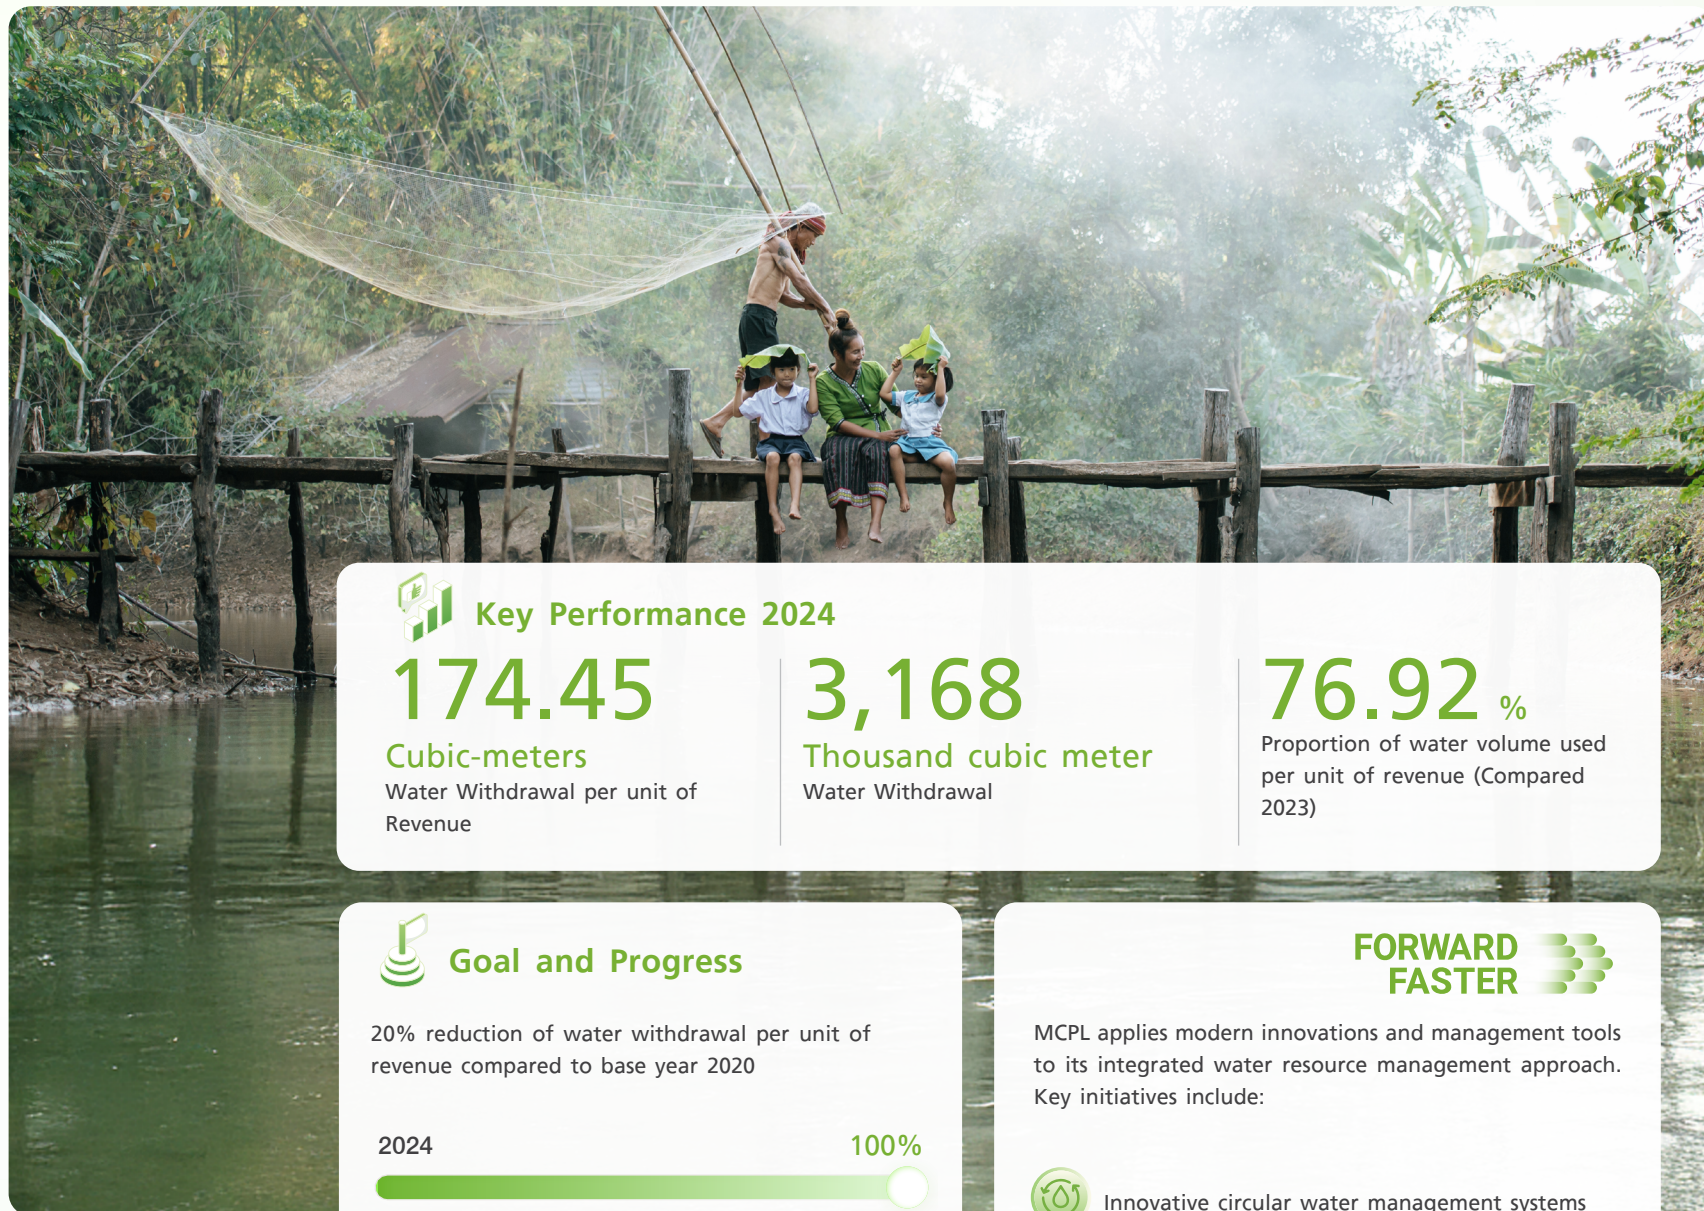 Key Performance 2024
174.45
Cubic-meters
Water Withdrawal per unit of
Revenue
3,168
Thousand cubic meter
Water Withdrawal
76.92 %
Proportion of water volume used
per unit of revenue (Compared
2023)
Goal and Progress
20% reduction of water withdrawal per unit of
revenue compared to base year 2020
2024 100%
FORWARD
FASTER
MCPL applies modern innovations and management tools
to its integrated water resource management approach.
Key initiatives include:
Innovative circular water management systems